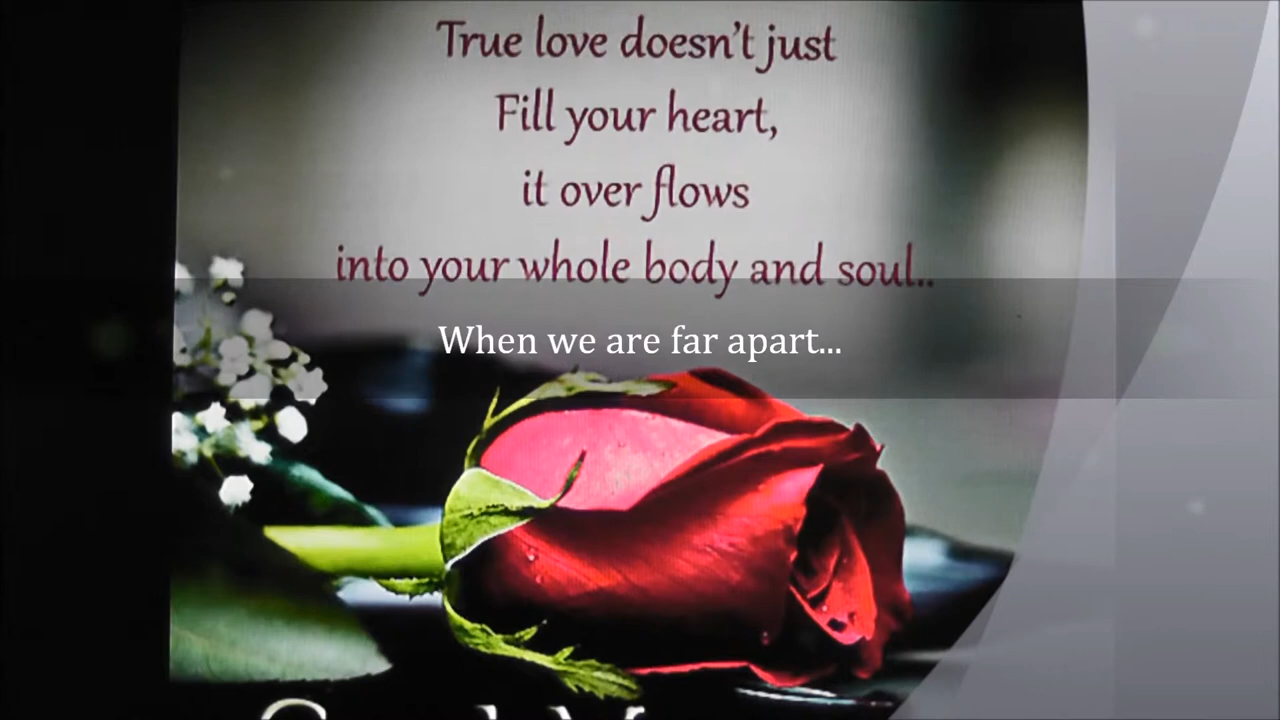 True love doesn't just
Fill your heart,
it over flows
into your whole body and soul..
When we are far apart...